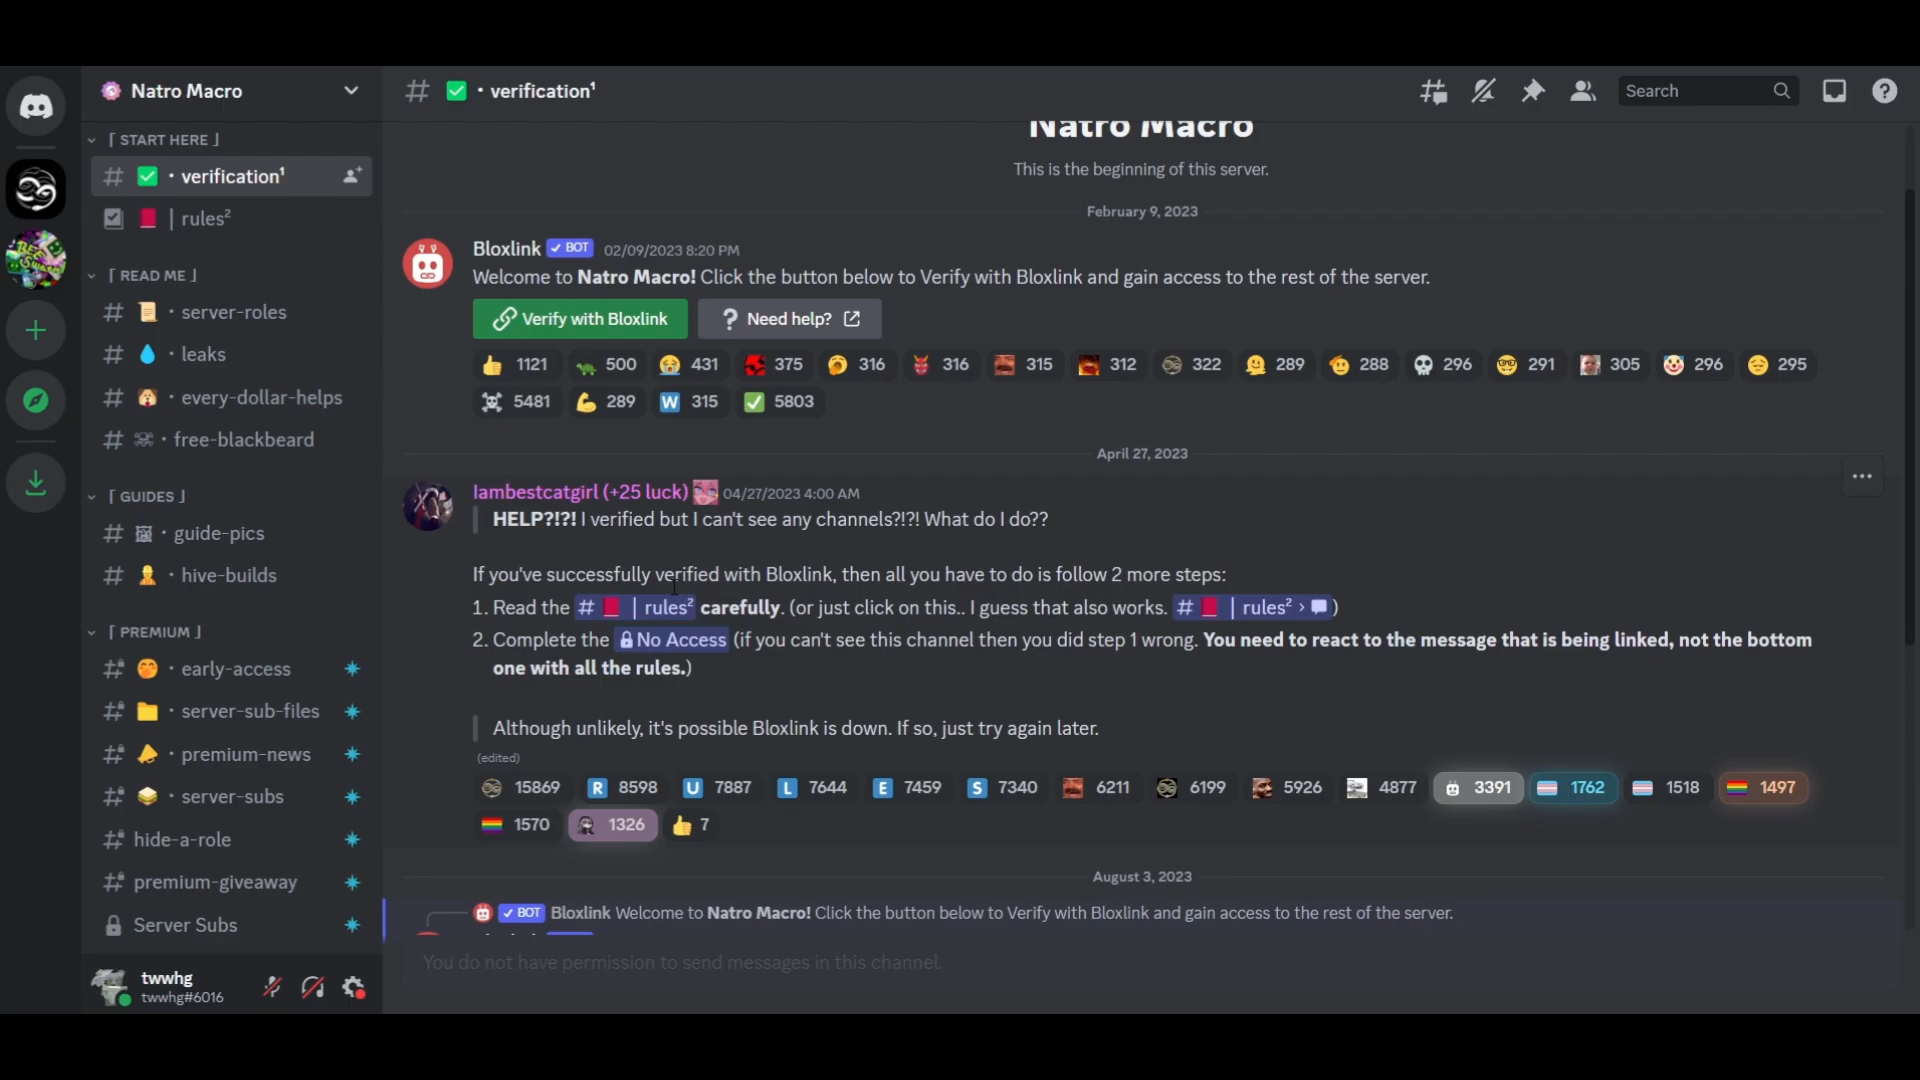 Natro Macro
「 START HERE 」
verification¹
| rules²
「 READ ME 」
server-roles
leaks
every-dollar-helps
free-blackbeard
「 GUIDES 」
guide-pics
hive-builds
「 PREMIUM 」
early-access
server-sub-files
premium-news
server-subs
hide-a-role
premium-giveaway
Server Subs
twwhg
twwhg#6016
# ✅ · verification¹
Search
Natro Macro
This is the beginning of this server.
February 9, 2023
Bloxlink ✓ BOT 02/09/2023 8:20 PM
Welcome to Natro Macro! Click the button below to Verify with Bloxlink and gain access to the rest of the server.
Verify with Bloxlink ? Need help?
1121 500 431 375 316 316 315 312 322 289 288 296 291 305 296 295
5481 289 W 315 5803
April 27, 2023
Iambestcatgirl (+25 luck) 04/27/2023 4:00 AM
HELP?!?! I verified but I can't see any channels?!?! What do I do??
If you've successfully verified with Bloxlink, then all you have to do is follow 2 more steps:
1. Read the # | rules² carefully. (or just click on this.. I guess that also works. # | rules² › )
2. Complete the No Access (if you can't see this channel then you did step 1 wrong. You need to react to the message that is being linked, not the bottom
one with all the rules.)
Although unlikely, it's possible Bloxlink is down. If so, just try again later.
(edited)
15869 R 8598 U 7887 L 7644 E 7459 S 7340 6211 6199 5926 4877 3391 1762 1518 1497
1570 1326 7
August 3, 2023
✓ BOT Bloxlink Welcome to Natro Macro! Click the button below to Verify with Bloxlink and gain access to the rest of the server.
You do not have permission to send messages in this channel.